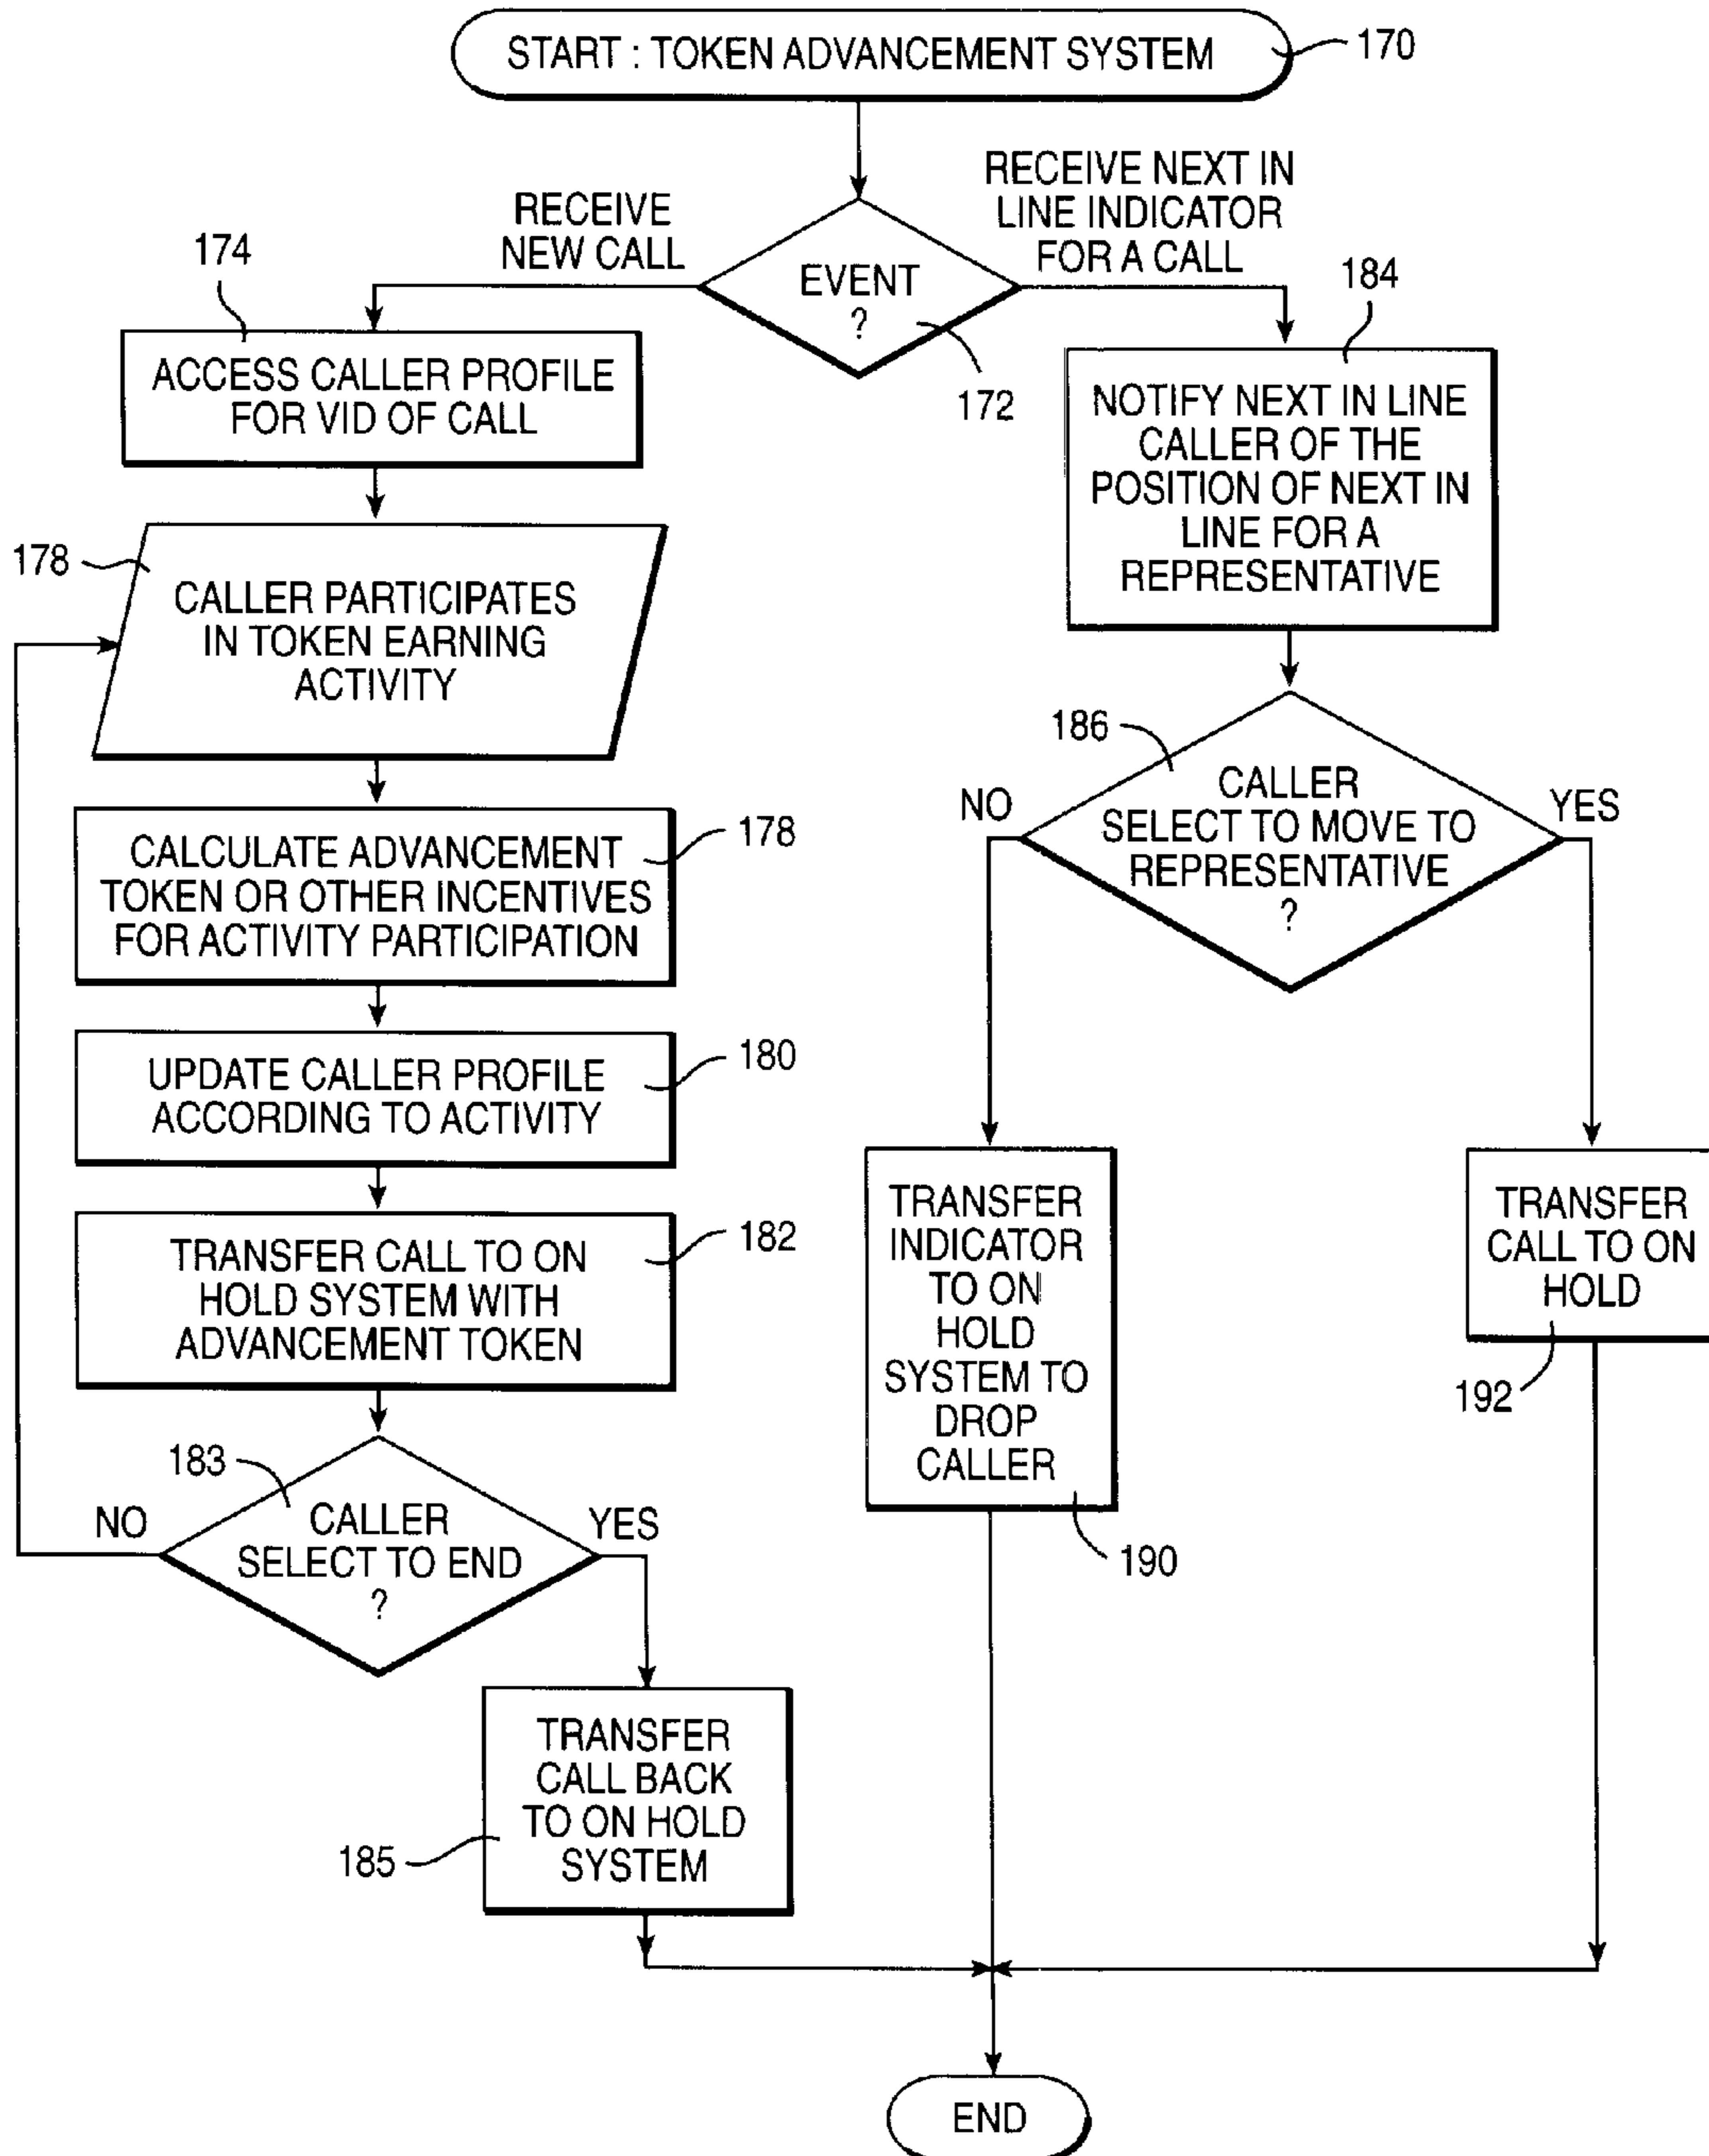 START : TOKEN ADVANCEMENT SYSTEM
170
RECEIVE
NEW CALL
RECEIVE NEXT IN
LINE INDICATOR
FOR A CALL
EVENT
?
172
174
ACCESS CALLER PROFILE
FOR VID OF CALL
184
NOTIFY NEXT IN LINE
CALLER OF THE
POSITION OF NEXT IN
LINE FOR A
REPRESENTATIVE
178
CALLER PARTICIPATES
IN TOKEN EARNING
ACTIVITY
186
CALLER
SELECT TO MOVE TO
REPRESENTATIVE
?
NO
YES
178
CALCULATE ADVANCEMENT
TOKEN OR OTHER INCENTIVES
FOR ACTIVITY PARTICIPATION
180
UPDATE CALLER PROFILE
ACCORDING TO ACTIVITY
182
TRANSFER CALL TO ON
HOLD SYSTEM WITH
ADVANCEMENT TOKEN
TRANSFER
INDICATOR
TO ON
HOLD
SYSTEM TO
DROP
CALLER
190
TRANSFER
CALL TO ON
HOLD
192
183
NO
YES
CALLER
SELECT TO END
?
TRANSFER
CALL BACK
TO ON HOLD
SYSTEM
185
END